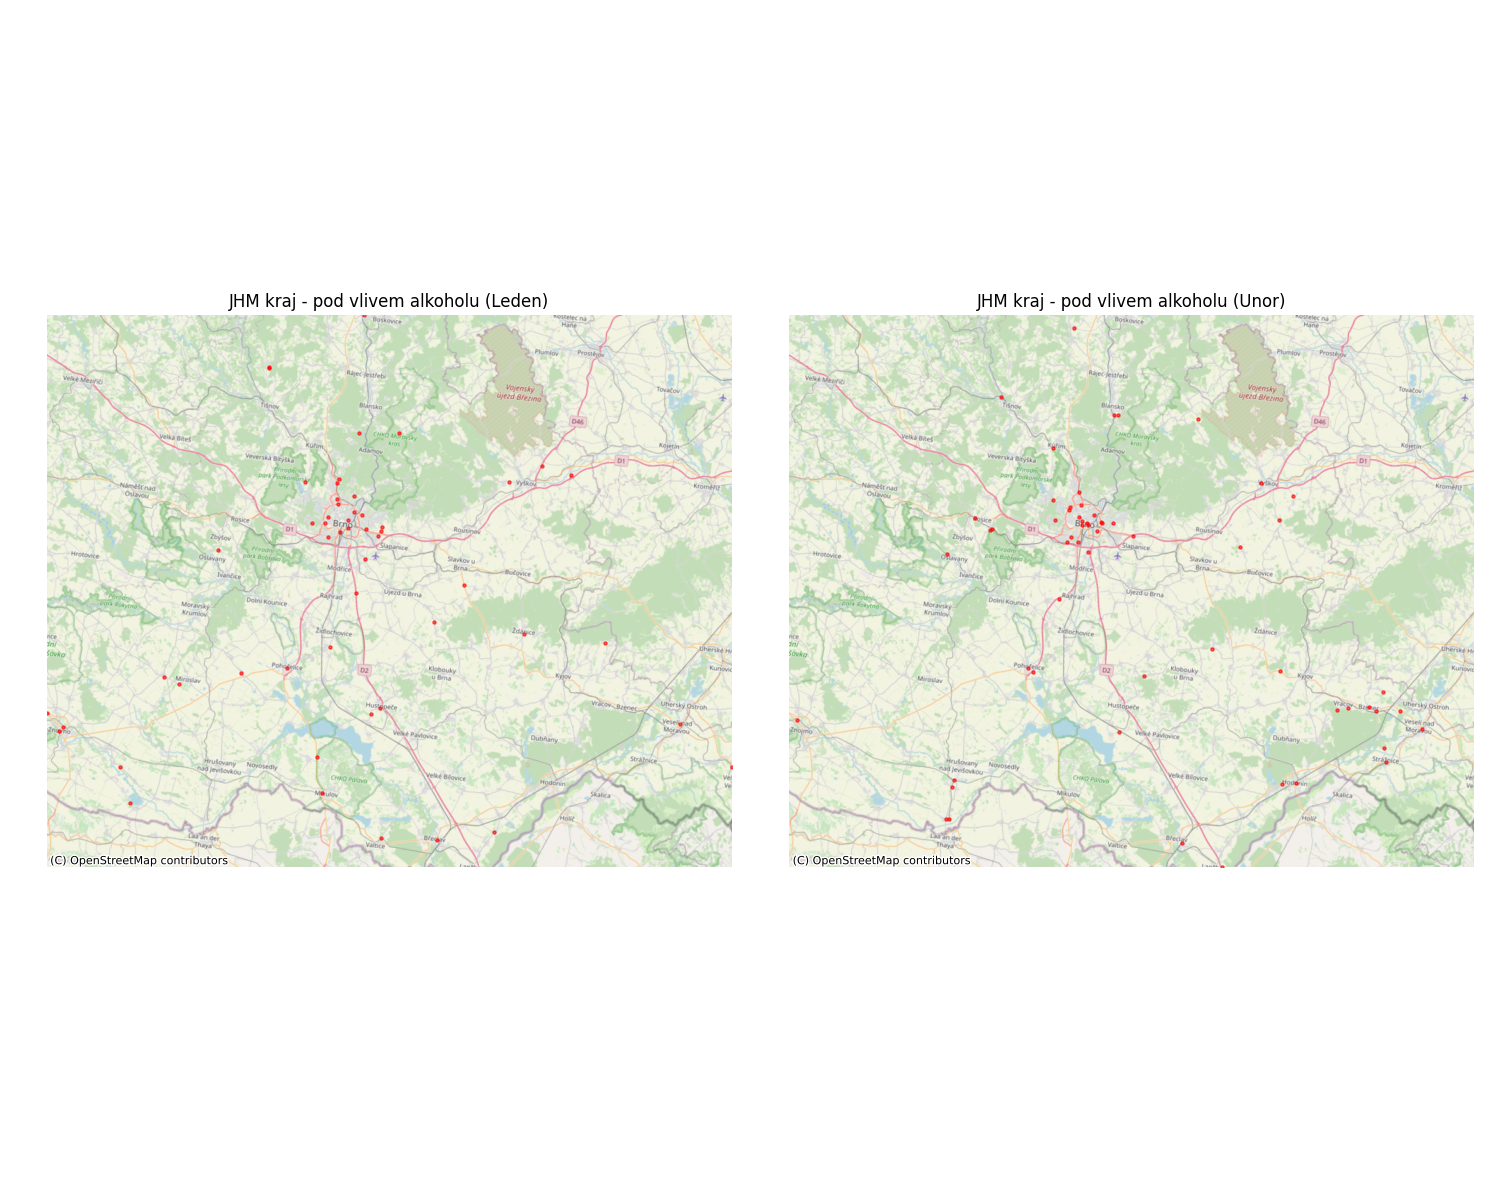 JHM kraj - pod vlivem alkoholu (Leden)
Boskovice
Plumlov
Prostějov
Velké Meziříčí
Rájec Jestřebí
Vojenský
újezd Březina
Tovačov
Tišnov
Blansko
D46
Velká Bíteš
CHKO Moravský
kras
Kuřim
Adamov
Kojetín
Veverská Bítýška
Přírodní
park Podkomorské
lesy
D1
Vyškov
Kroměříž
Náměšť nad
Oslavou
Rosice
Brno
D1
Rousínov
Zbýšov
Šlapanice
Hrotovice
Oslavany
Přírodní
park Bobrava
Slavkov u
Brna
Ivančice
Modřice
Bučovice
Přírodní
park Rokytná
Moravský
Krumlov
Dolní Kounice
Rajhrad
Újezd u Brna
Židlochovice
Ždánice
Uherské Hr
Miroslav
Pohořelice
D2
Klobouky
u Brna
Kyjov
Kunovice
Hustopeče
Vracov
Bzenec
Uherský Ostroh
Znojmo
Velké Pavlovice
Dubňany
Veselí nad
Moravou
Hrušovany
nad Jevišovkou
Novosedly
Strážnice
CHKO Pálava
Velké Bílovice
Hodonín
Mikulov
Skalica
Laa an der
Thaya
Valtice
Břeclav
Holíč
(C) OpenStreetMap contributors
JHM kraj - pod vlivem alkoholu (Unor)
Boskovice
Plumlov
Prostějov
Velké Meziříčí
Rájec Jestřebí
Vojenský
újezd Březina
Tovačov
Tišnov
Blansko
D46
Velká Bíteš
CHKO Moravský
kras
Kuřim
Adamov
Kojetín
Veverská Bítýška
Přírodní
park Podkomorské
lesy
D1
Vyškov
Kroměříž
Náměšť nad
Oslavou
Rosice
Brno
D1
Rousínov
Zbýšov
Šlapanice
Hrotovice
Oslavany
Přírodní
park Bobrava
Slavkov u
Brna
Ivančice
Modřice
Bučovice
Přírodní
park Rokytná
Moravský
Krumlov
Dolní Kounice
Rajhrad
Újezd u Brna
Židlochovice
Ždánice
Uherské Hr
Miroslav
Pohořelice
D2
Klobouky
u Brna
Kyjov
Kunovice
Hustopeče
Vracov
Bzenec
Uherský Ostroh
Znojmo
Velké Pavlovice
Dubňany
Veselí nad
Moravou
Hrušovany
nad Jevišovkou
Novosedly
Strážnice
CHKO Pálava
Velké Bílovice
Hodonín
Mikulov
Skalica
Laa an der
Thaya
Valtice
Břeclav
Holíč
(C) OpenStreetMap contributors